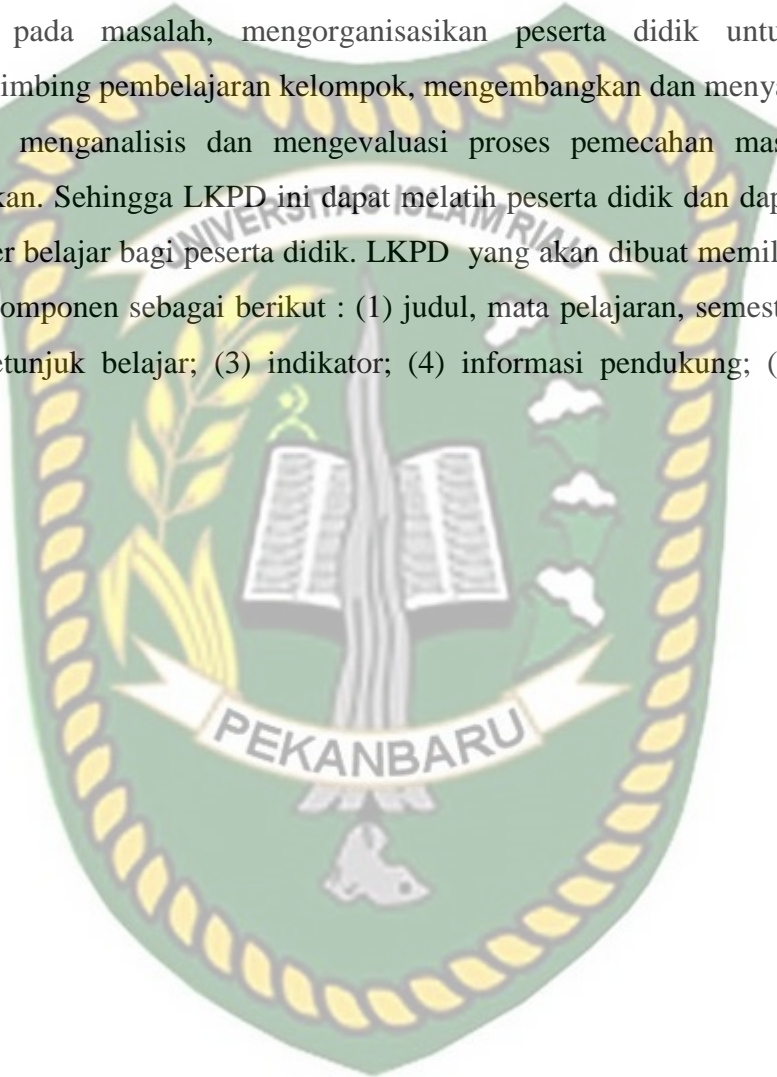 pada masalah, mengorganisasikan peserta didik untu
imbing pembelajaran kelompok, mengembangkan dan menya
menganalisis dan mengevaluasi proses pemecahan mas
kan. Sehingga LKPD ini dapat melatih peserta didik dan dap
er belajar bagi peserta didik. LKPD yang akan dibuat memil
omponen sebagai berikut : (1) judul, mata pelajaran, semest
etunjuk belajar; (3) indikator; (4) informasi pendukung; (
UNIVERSITAS ISLAM RIAU
PEKANBARU